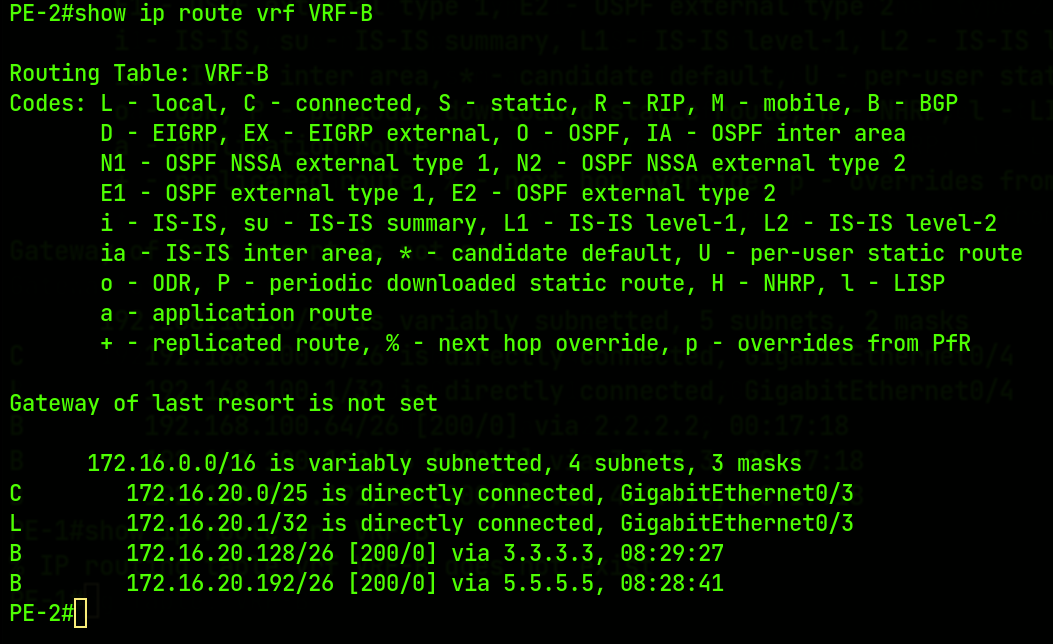 PE-2#show ip route vrf VRF-B
Routing Table: VRF-B
Codes: L - local, C - connected, S - static, R - RIP, M - mobile, B - BGP
D - EIGRP, EX - EIGRP external, O - OSPF, IA - OSPF inter area
N1 - OSPF NSSA external type 1, N2 - OSPF NSSA external type 2
E1 - OSPF external type 1, E2 - OSPF external type 2
i - IS-IS, su - IS-IS summary, L1 - IS-IS level-1, L2 - IS-IS level-2
ia - IS-IS inter area, * - candidate default, U - per-user static route
o - ODR, P - periodic downloaded static route, H - NHRP, l - LISP
a - application route
+ - replicated route, % - next hop override, p - overrides from PfR
Gateway of last resort is not set
172.16.0.0/16 is variably subnetted, 4 subnets, 3 masks
C 172.16.20.0/25 is directly connected, GigabitEthernet0/3
L 172.16.20.1/32 is directly connected, GigabitEthernet0/3
B 172.16.20.128/26 [200/0] via 3.3.3.3, 08:29:27
B 172.16.20.192/26 [200/0] via 5.5.5.5, 08:28:41
PE-2#